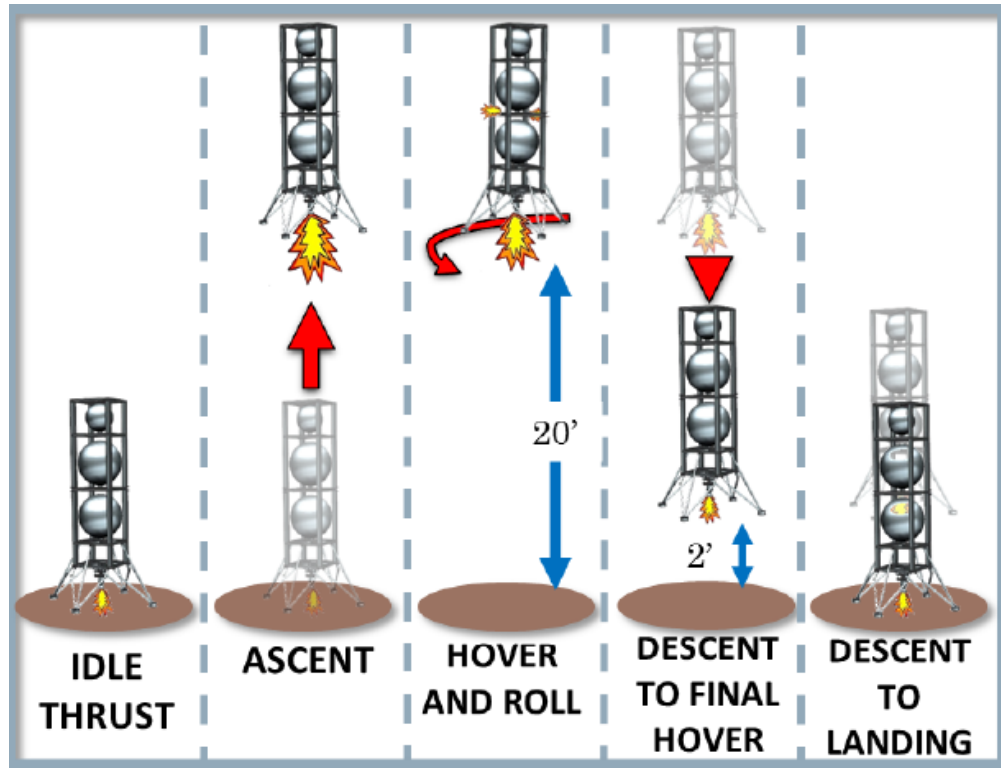 20’
2’
IDLE
THRUST
ASCENT
HOVER
AND ROLL
DESCENT
TO FINAL
HOVER
DESCENT
TO
LANDING